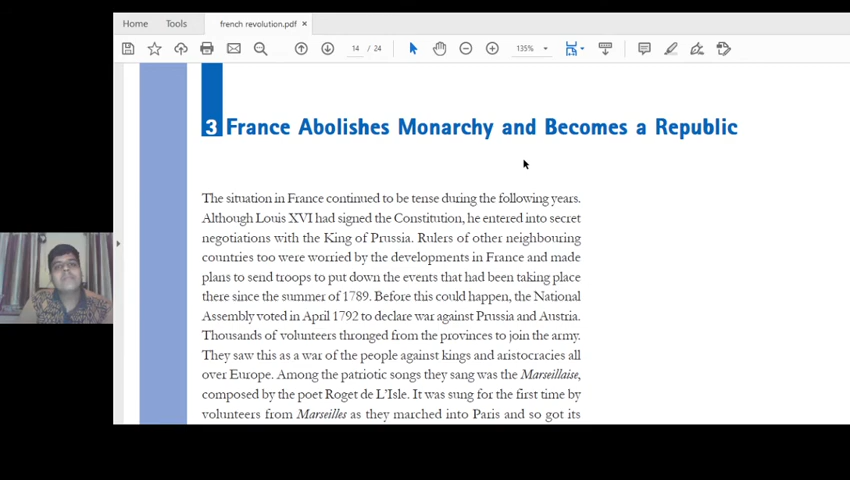 Home Tools french revolution.pdf ×
14 / 24 135%
3 France Abolishes Monarchy and Becomes a Republic
The situation in France continued to be tense during the following years.
Although Louis XVI had signed the Constitution, he entered into secret
negotiations with the King of Prussia. Rulers of other neighbouring
countries too were worried by the developments in France and made
plans to send troops to put down the events that had been taking place
there since the summer of 1789. Before this could happen, the National
Assembly voted in April 1792 to declare war against Prussia and Austria.
Thousands of volunteers thronged from the provinces to join the army.
They saw this as a war of the people against kings and aristocracies all
over Europe. Among the patriotic songs they sang was the Marseillaise,
composed by the poet Roget de L'Isle. It was sung for the first time by
volunteers from Marseilles as they marched into Paris and so got its